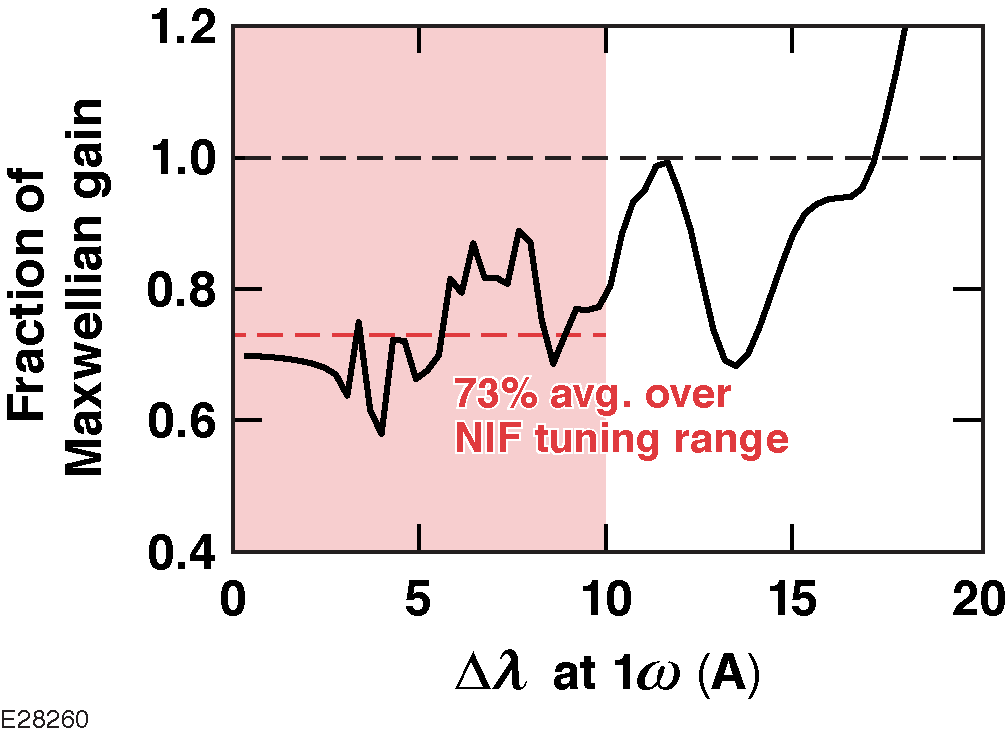 Fraction of
Maxwellian gain
1.2
1.0
0.8
0.6
0.4
73% avg. over
NIF tuning range
0 5 10 15 20
Δλ at 1ω (A)
E28260